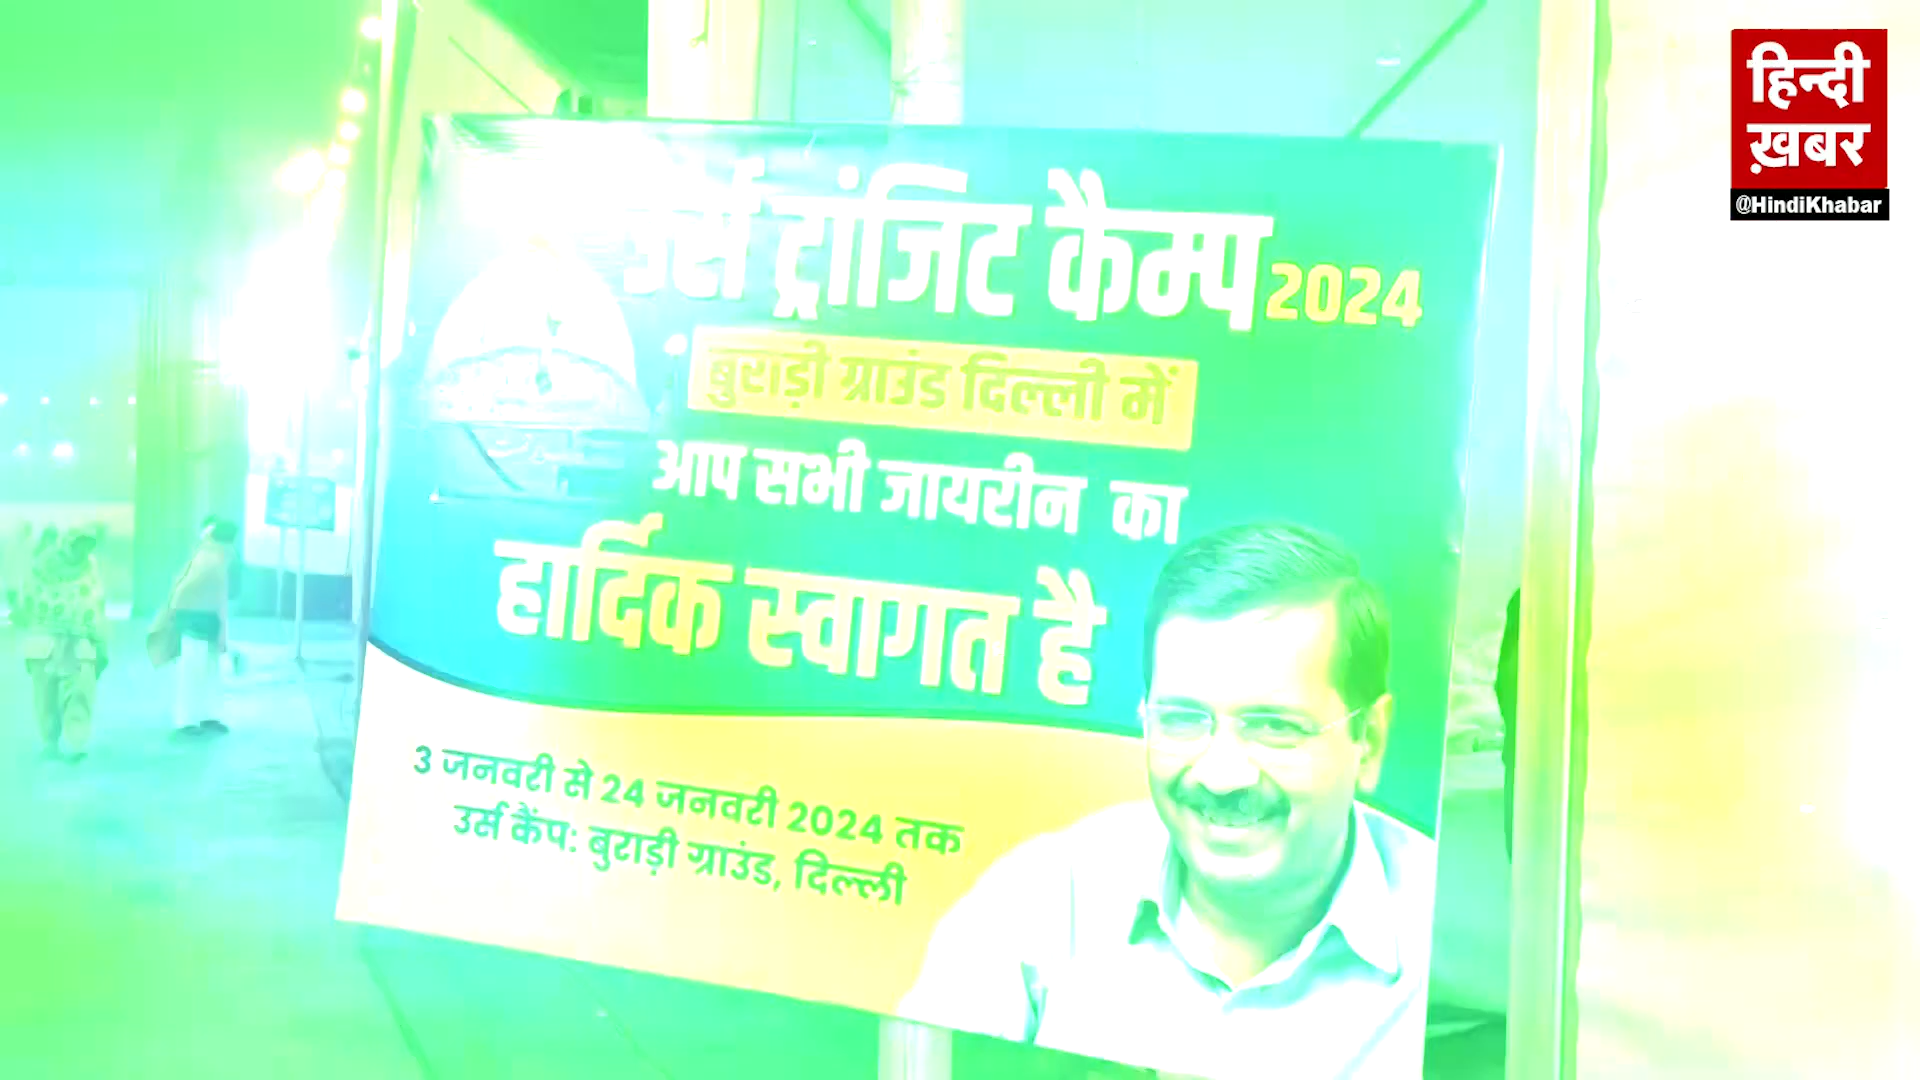 हिन्दी
ख़बर
@HindiKhabar
उर्स ट्रांजिट कैम्प 2024
बुराड़ी ग्राउंड दिल्ली में
आप सभी जायरीन का
हार्दिक स्वागत है
3 जनवरी से 24 जनवरी 2024 तक
उर्स कैंप: बुराड़ी ग्राउंड, दिल्ली